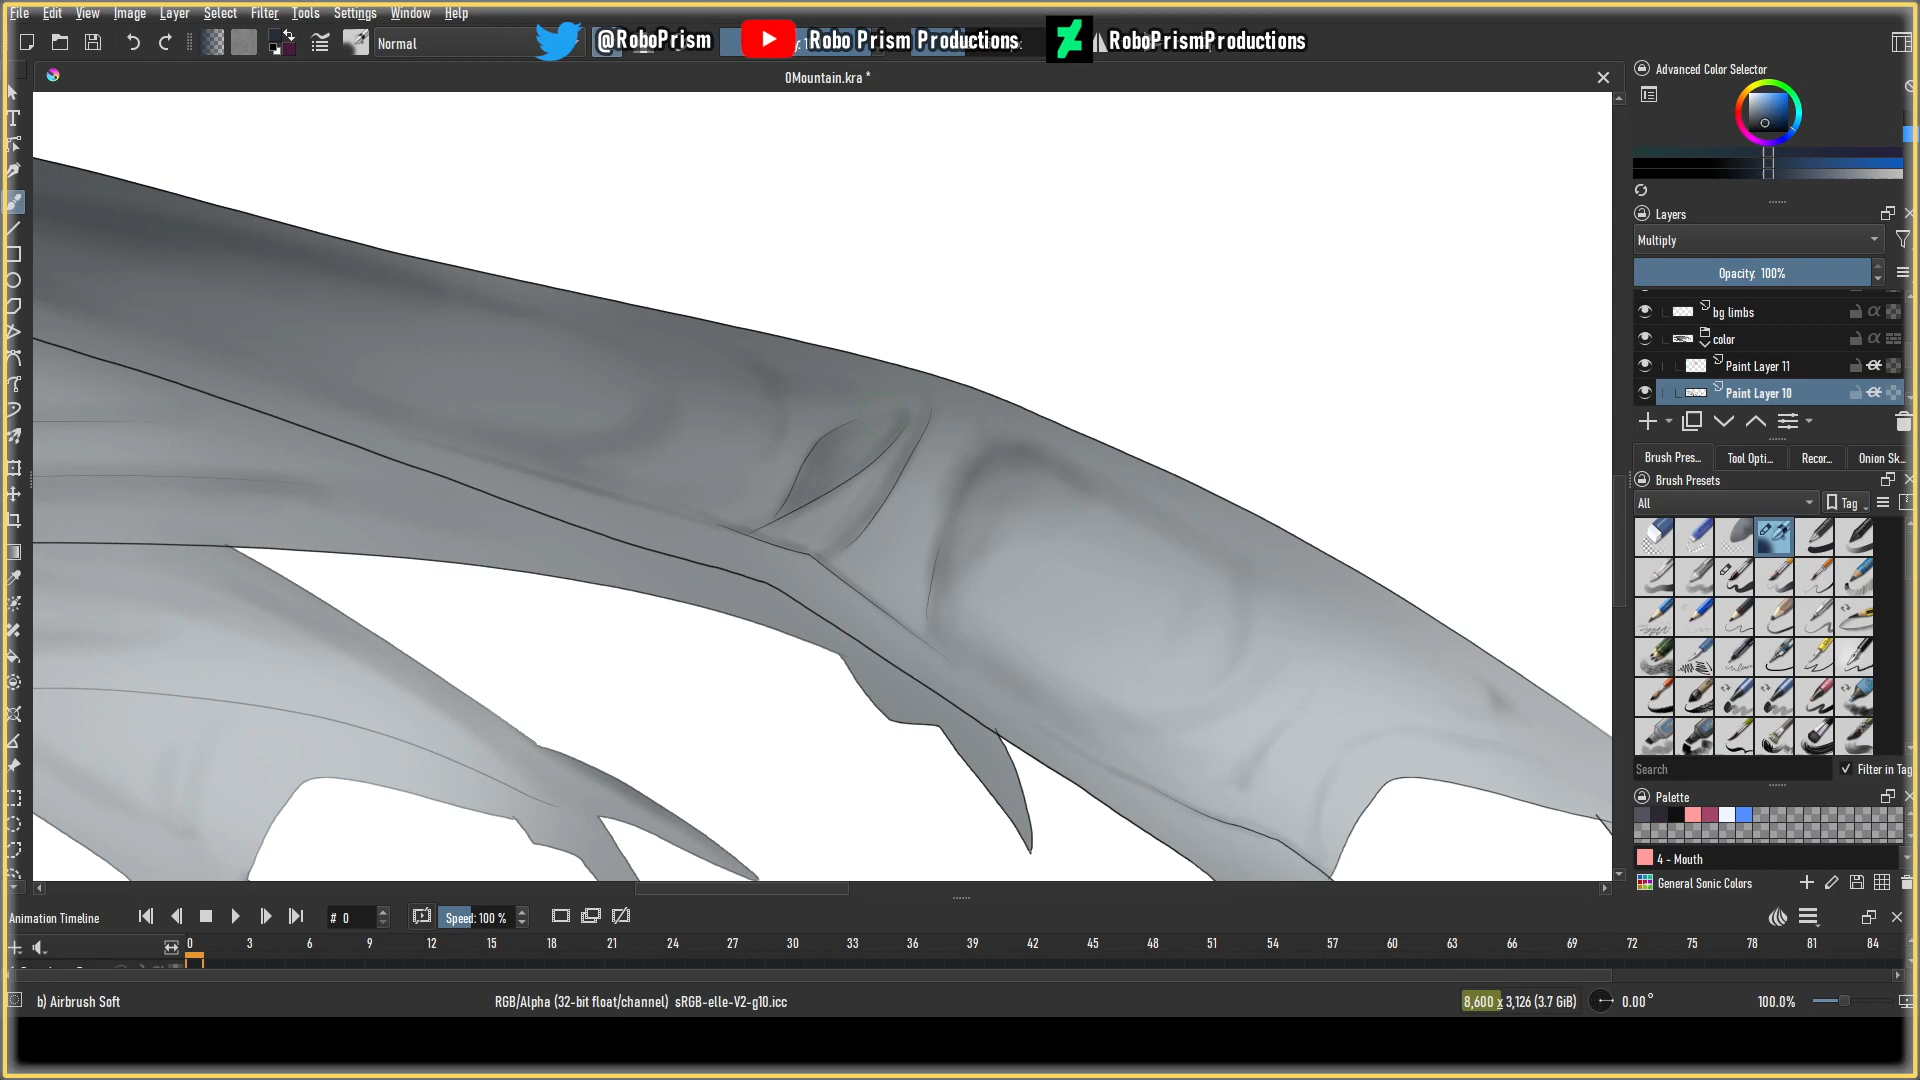 File Edit View Image Layer Select Filter Tools Settings Window Help
Normal
@RoboPrism
Robo Prism Productions
RoboPrismProductions
0Mountain.kra *
Advanced Color Selector
Layers
Multiply
Opacity: 100%
bg limbs
color
Paint Layer 11
Paint Layer 10
Brush Pres... Tool Opti... Recor... Onion Sk...
Brush Presets
All
Tag
Search
Filter in Tag
Palette
4 - Mouth
General Sonic Colors
Animation Timeline
# 0
Speed: 100 %
0 3 6 9 12 15 18 21 24 27 30 33 36 39 42 45 48 51 54 57 60 63 66 69 72 75 78 81 84
b) Airbrush Soft
RGB/Alpha (32-bit float/channel) sRGB-elle-V2-g10.icc
8,600 x 3,126 (3.7 GiB)
0.00°
100.0%